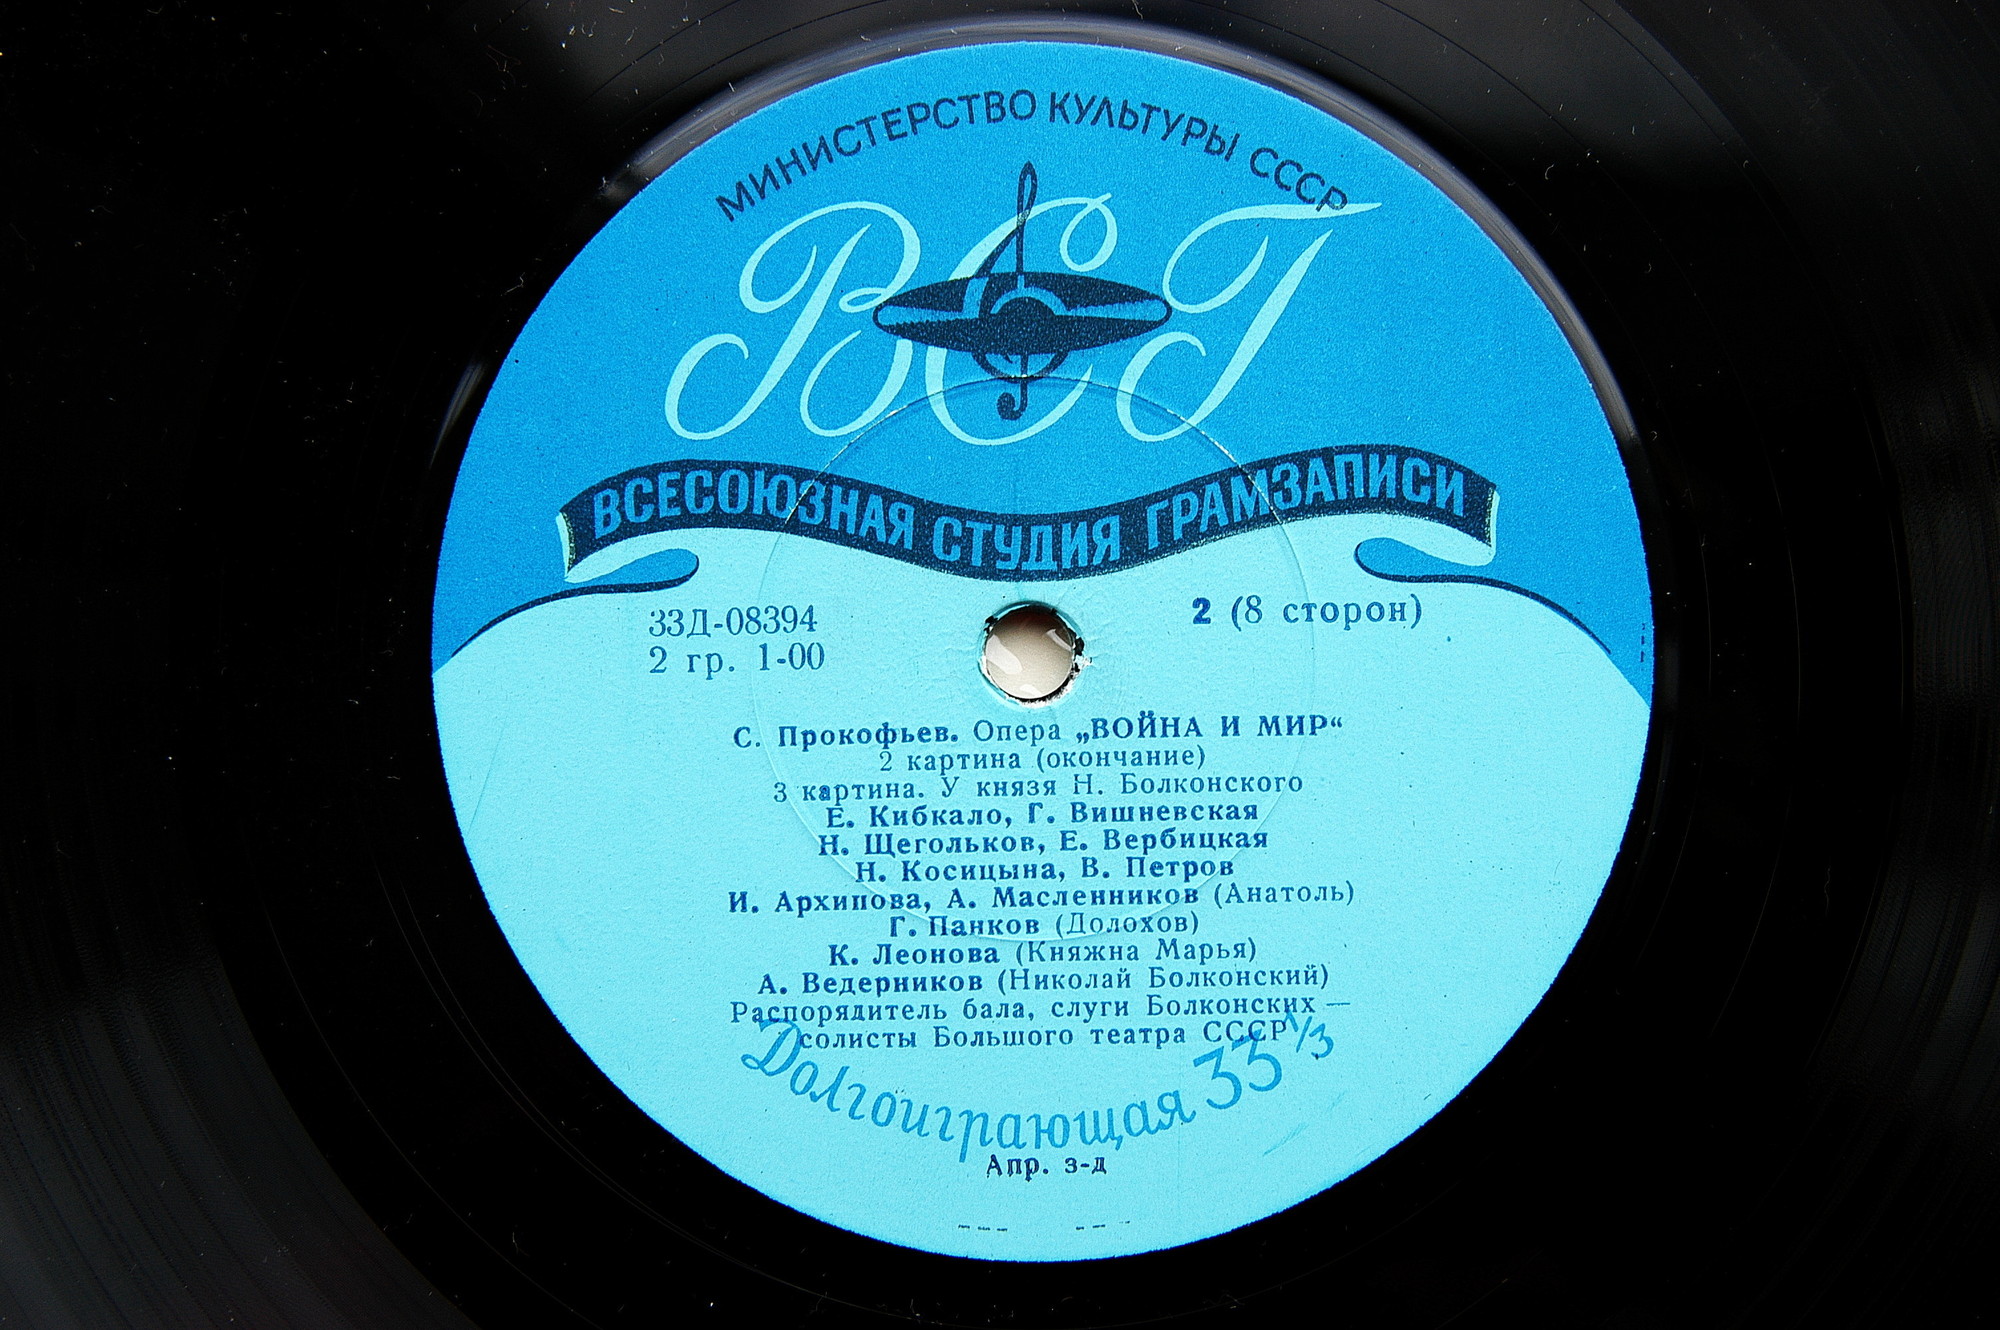 МИНИСТЕРСТВО КУЛЬТУРЫ СССР
ВСГ
ВСЕСОЮЗНАЯ СТУДИЯ ГРАМЗАПИСИ
33Д-08394
2 (8 сторон)
2 гр. 1-00
С. Прокофьев. Опера „ВОЙНА И МИР“
2 картина (окончание)
3 картина. У князя Н. Болконского
Е. Кибкало, Г. Вишневская
Н. Щегольков, Е. Вербицкая
Н. Косицына, В. Петров
И. Архипова, А. Масленников (Анатоль)
Г. Панков (Долохов)
К. Леонова (Княжна Марья)
А. Ведерников (Николай Болконский)
Распорядитель бала, слуги Болконских —
солисты Большого театра СССР
Долгоиграющая 33 1/3
Апр. з-д